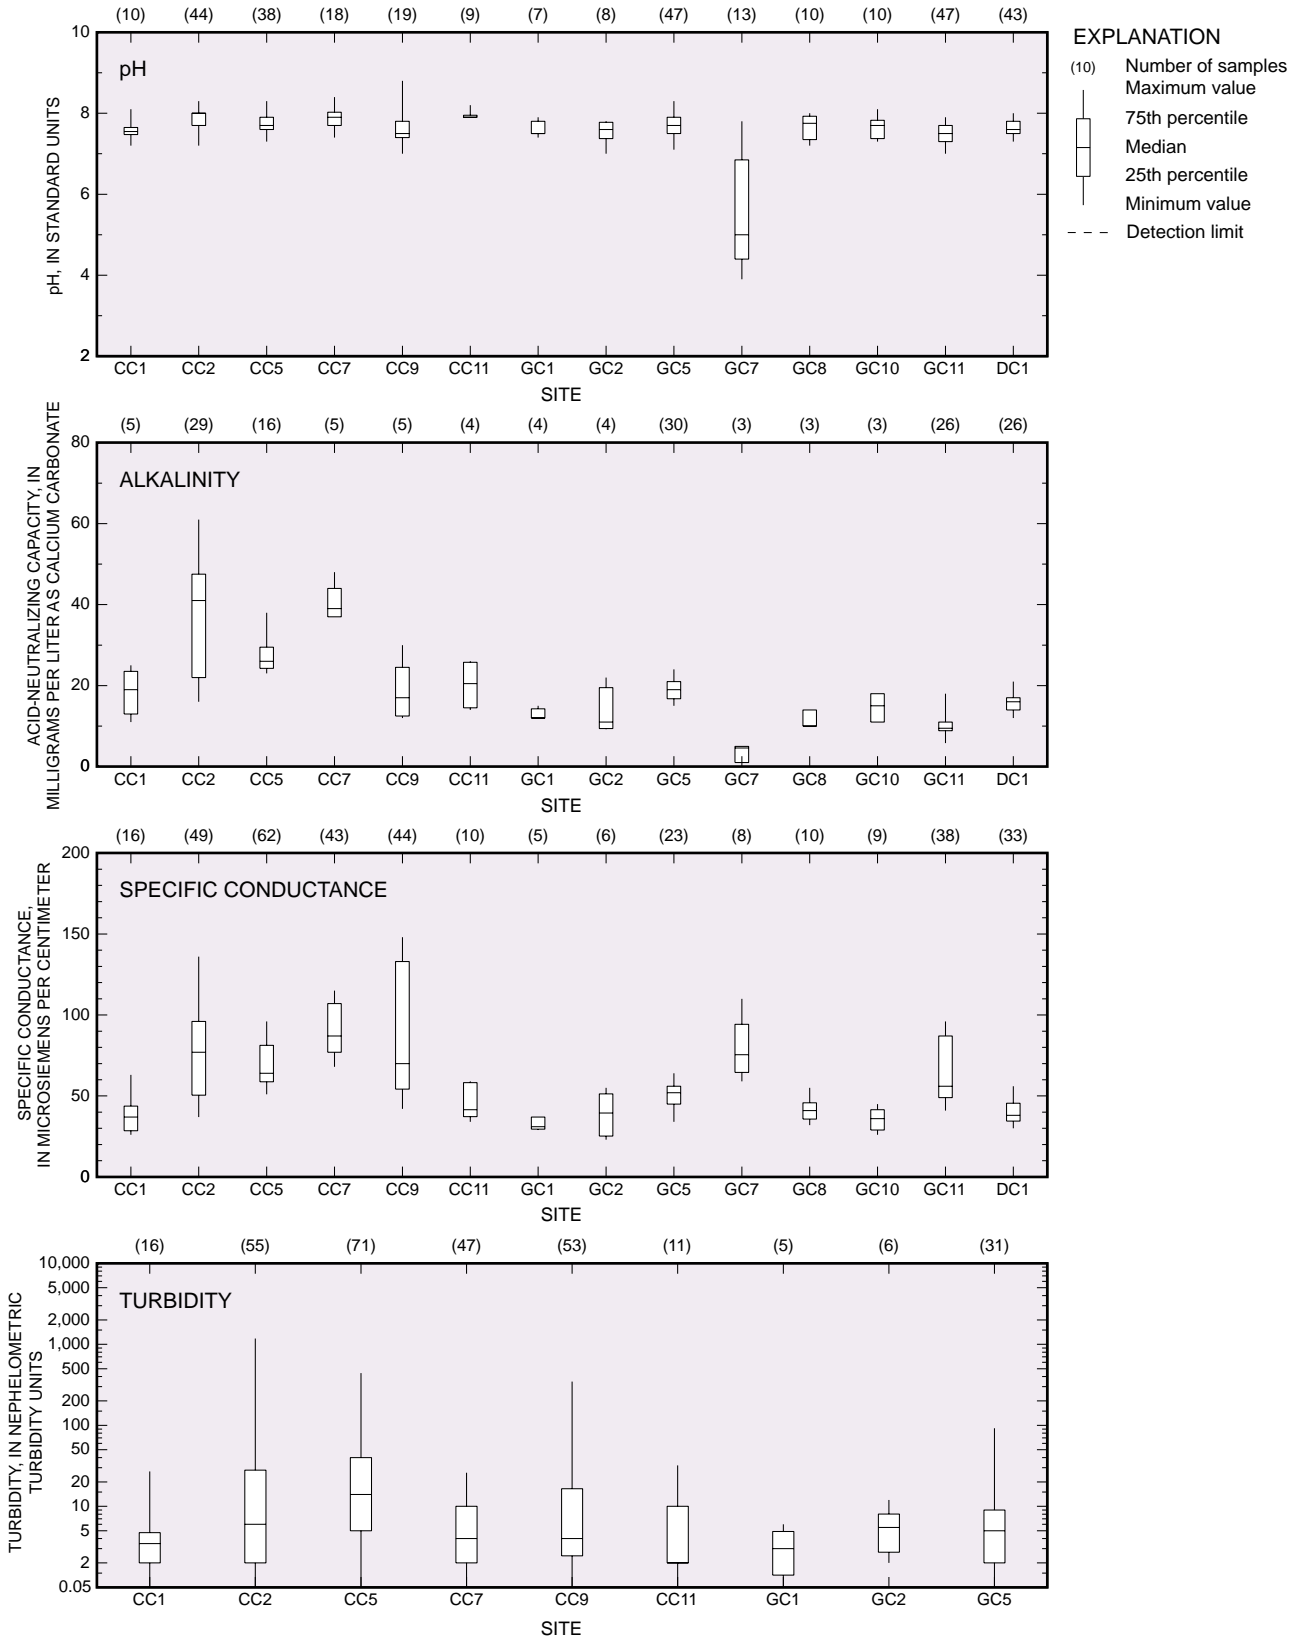 (10) (44) (38) (18) (19) (9) (7) (8) (47) (13) (10) (10) (47) (43)
10
8
6
4
2
pH
pH, IN STANDARD UNITS
CC1 CC2 CC5 CC7 CC9 CC11 GC1 GC2 GC5 GC7 GC8 GC10 GC11 DC1
SITE
EXPLANATION
(10) Number of samples
Maximum value
75th percentile
Median
25th percentile
Minimum value
Detection limit
(5) (29) (16) (5) (5) (4) (4) (4) (30) (3) (3) (3) (26) (26)
80
60
40
20
0
ALKALINITY
ACID-NEUTRALIZING CAPACITY, IN
MILLIGRAMS PER LITER AS CALCIUM CARBONATE
CC1 CC2 CC5 CC7 CC9 CC11 GC1 GC2 GC5 GC7 GC8 GC10 GC11 DC1
SITE
(16) (49) (62) (43) (44) (10) (5) (6) (23) (8) (10) (9) (38) (33)
200
150
100
50
0
SPECIFIC CONDUCTANCE
SPECIFIC CONDUCTANCE,
IN MICROSIEMENS PER CENTIMETER
CC1 CC2 CC5 CC7 CC9 CC11 GC1 GC2 GC5 GC7 GC8 GC10 GC11 DC1
SITE
(16) (55) (71) (47) (53) (11) (5) (6) (31)
10,000
5,000
2,000
1,000
500
200
100
50
20
10
5
2
0.05
TURBIDITY
TURBIDITY, IN NEPHELOMETRIC
TURBIDITY UNITS
CC1 CC2 CC5 CC7 CC9 CC11 GC1 GC2 GC5
SITE